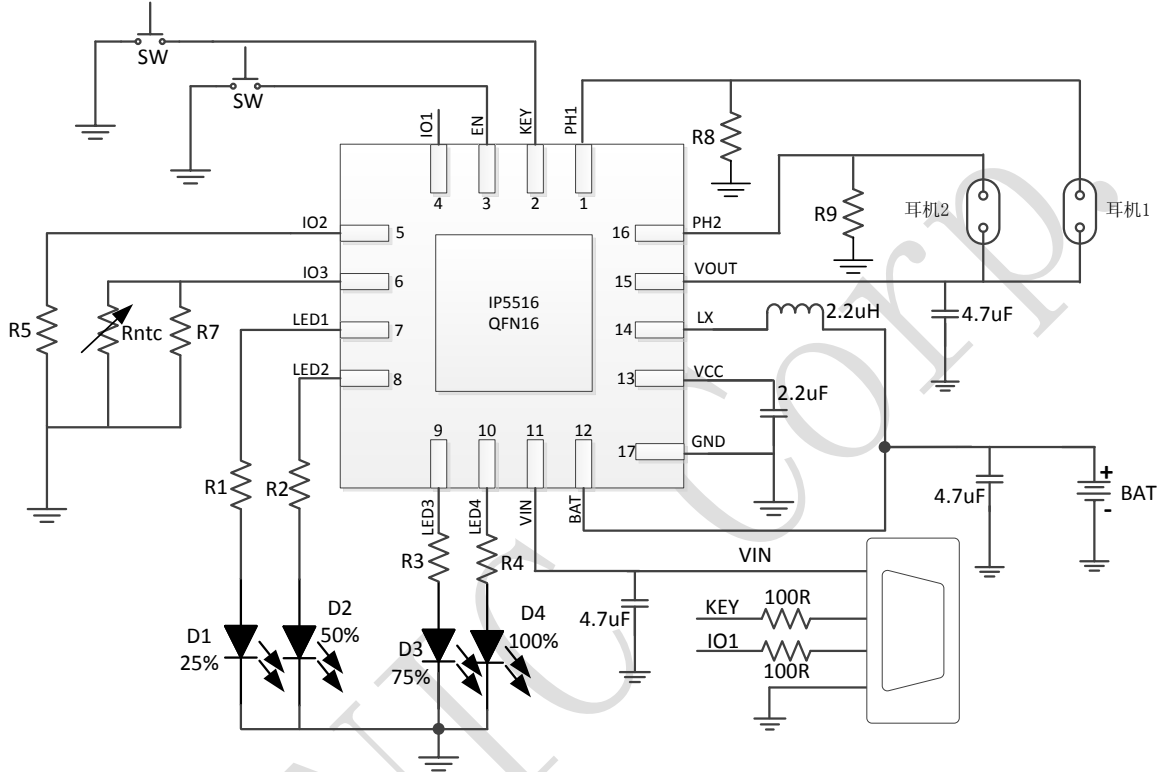 SW
SW
IO1
EN
KEY
PH1
R8
4
3
2
1
IO2
5
16
PH2
R9
耳机2
耳机1
IO3
6
15
VOUT
IP5516
QFN16
R5
Rntc
R7
LED1
7
14
LX
2.2uH
4.7uF
LED2
8
13
VCC
2.2uF
9
10
11
12
17
GND
R1
R2
LED3
LED4
VIN
BAT
4.7uF
+
-
BAT
R3
R4
VIN
D1
25%
D2
50%
D3
75%
D4
100%
4.7uF
KEY
100R
IO1
100R
Corp.